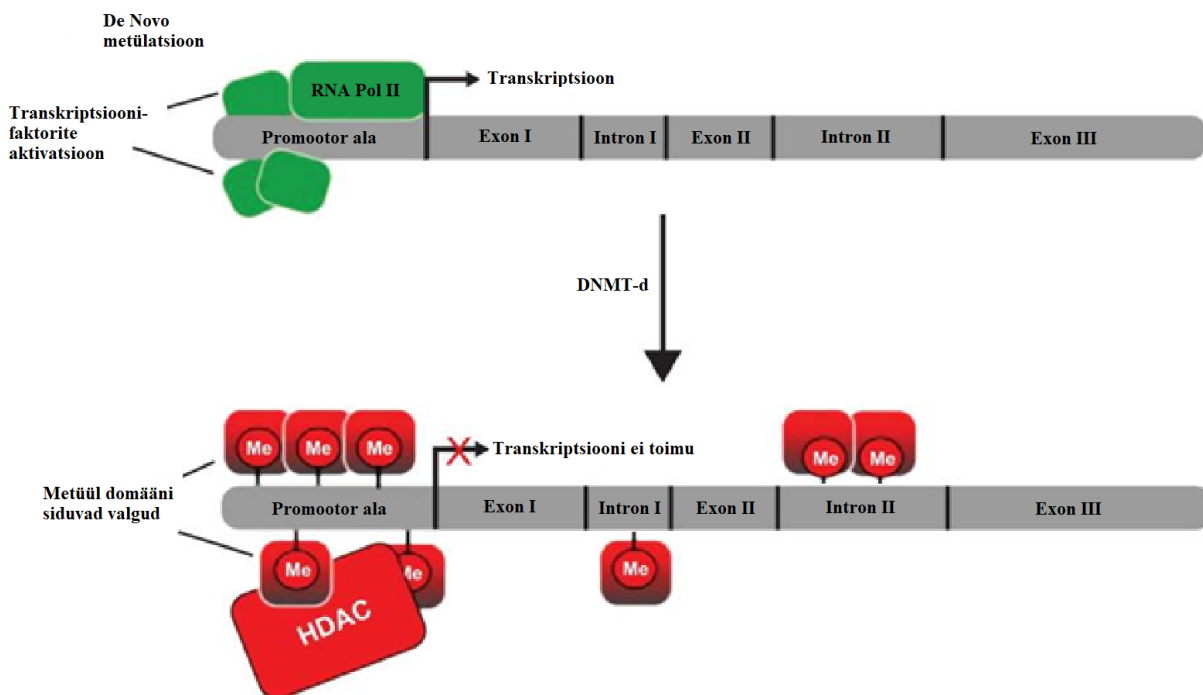 De Novo
metülatsioon
RNA Pol II
Transkriptsioon
Transkriptsiooni-
faktorite
aktivatsioon
Promootor ala
Exon I
Intron I
Exon II
Intron II
Exon III
DNMT-d
Me
Me
Me
Me
Me
Transkriptsiooni ei toimu
Metüül domääni
siduvad valgud
Promootor ala
Exon I
Intron I
Exon II
Intron II
Exon III
Me
Me
Me
HDAC